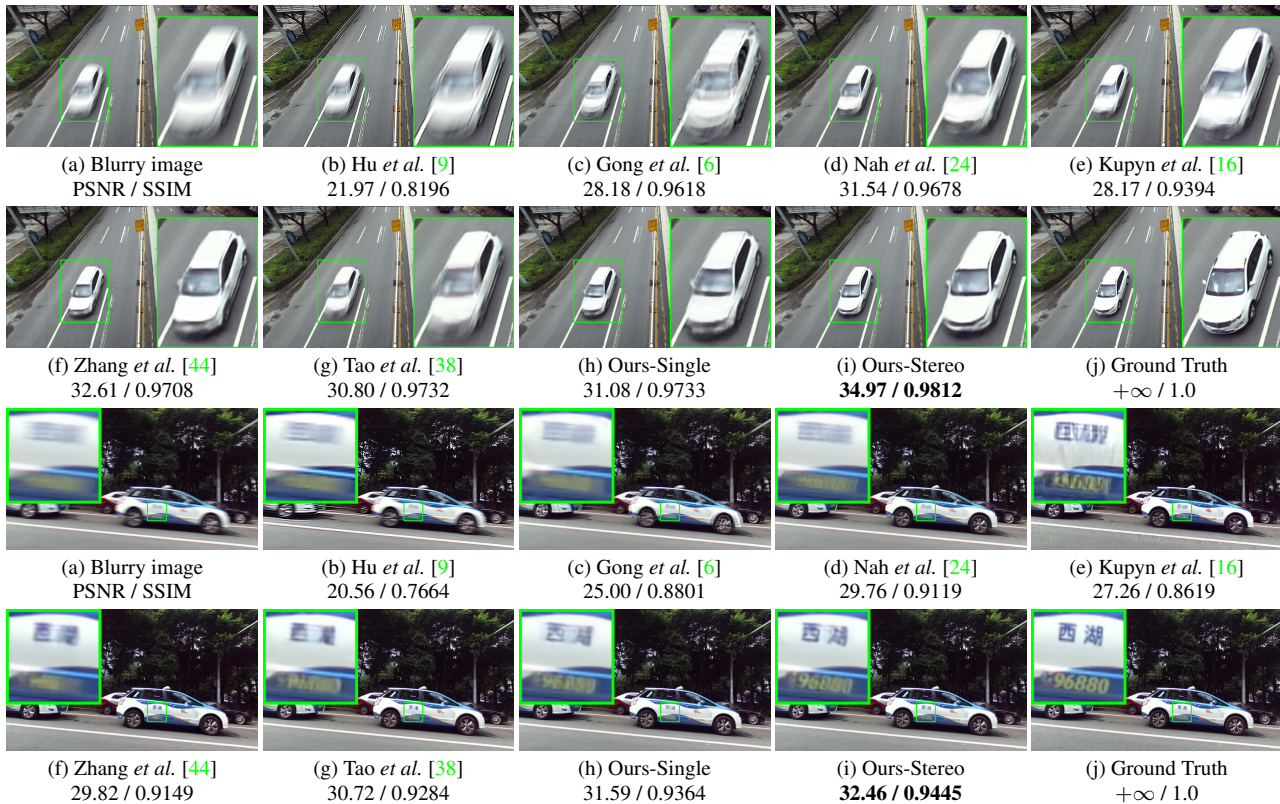 (a) Blurry image
PSNR / SSIM
(b) Hu et al. [9]
21.97 / 0.8196
(c) Gong et al. [6]
28.18 / 0.9618
(d) Nah et al. [24]
31.54 / 0.9678
(e) Kupyn et al. [16]
28.17 / 0.9394
(f) Zhang et al. [44]
32.61 / 0.9708
(g) Tao et al. [38]
30.80 / 0.9732
(h) Ours-Single
31.08 / 0.9733
(i) Ours-Stereo
34.97 / 0.9812
(j) Ground Truth
+∞ / 1.0
(a) Blurry image
PSNR / SSIM
(b) Hu et al. [9]
20.56 / 0.7664
(c) Gong et al. [6]
25.00 / 0.8801
(d) Nah et al. [24]
29.76 / 0.9119
(e) Kupyn et al. [16]
27.26 / 0.8619
西
96880
西湖
96880
西 湖
96880
(f) Zhang et al. [44]
29.82 / 0.9149
(g) Tao et al. [38]
30.72 / 0.9284
(h) Ours-Single
31.59 / 0.9364
(i) Ours-Stereo
32.46 / 0.9445
(j) Ground Truth
+∞ / 1.0